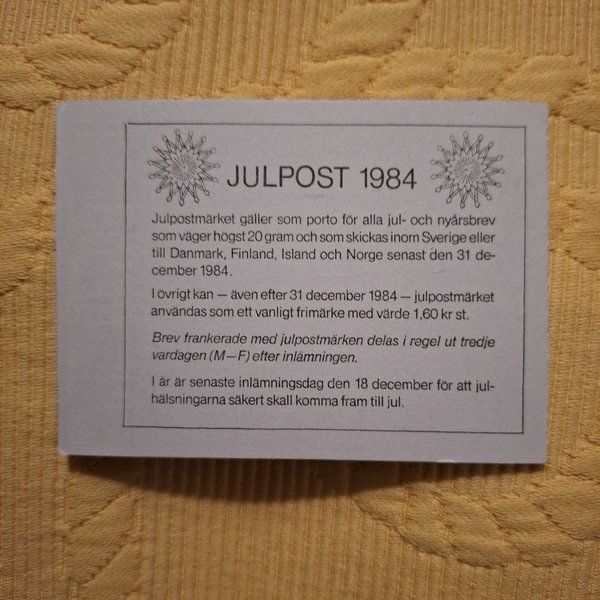 JULPOST 1984
Julpostmärket gäller som porto för alla jul- och nyårsbrev
som väger högst 20 gram och som skickas inom Sverige eller
till Danmark, Finland, Island och Norge senast den 31 de-
cember 1984.
I övrigt kan — även efter 31 december 1984 — julpostmärket
användas som ett vanligt frimärke med värde 1,60 kr st.
Brev frankerade med julpostmärken delas i regel ut tredje
vardagen (M—F) efter inlämningen.
I år är senaste inlämningsdag den 18 december för att jul-
hälsningarna säkert skall komma fram till jul.